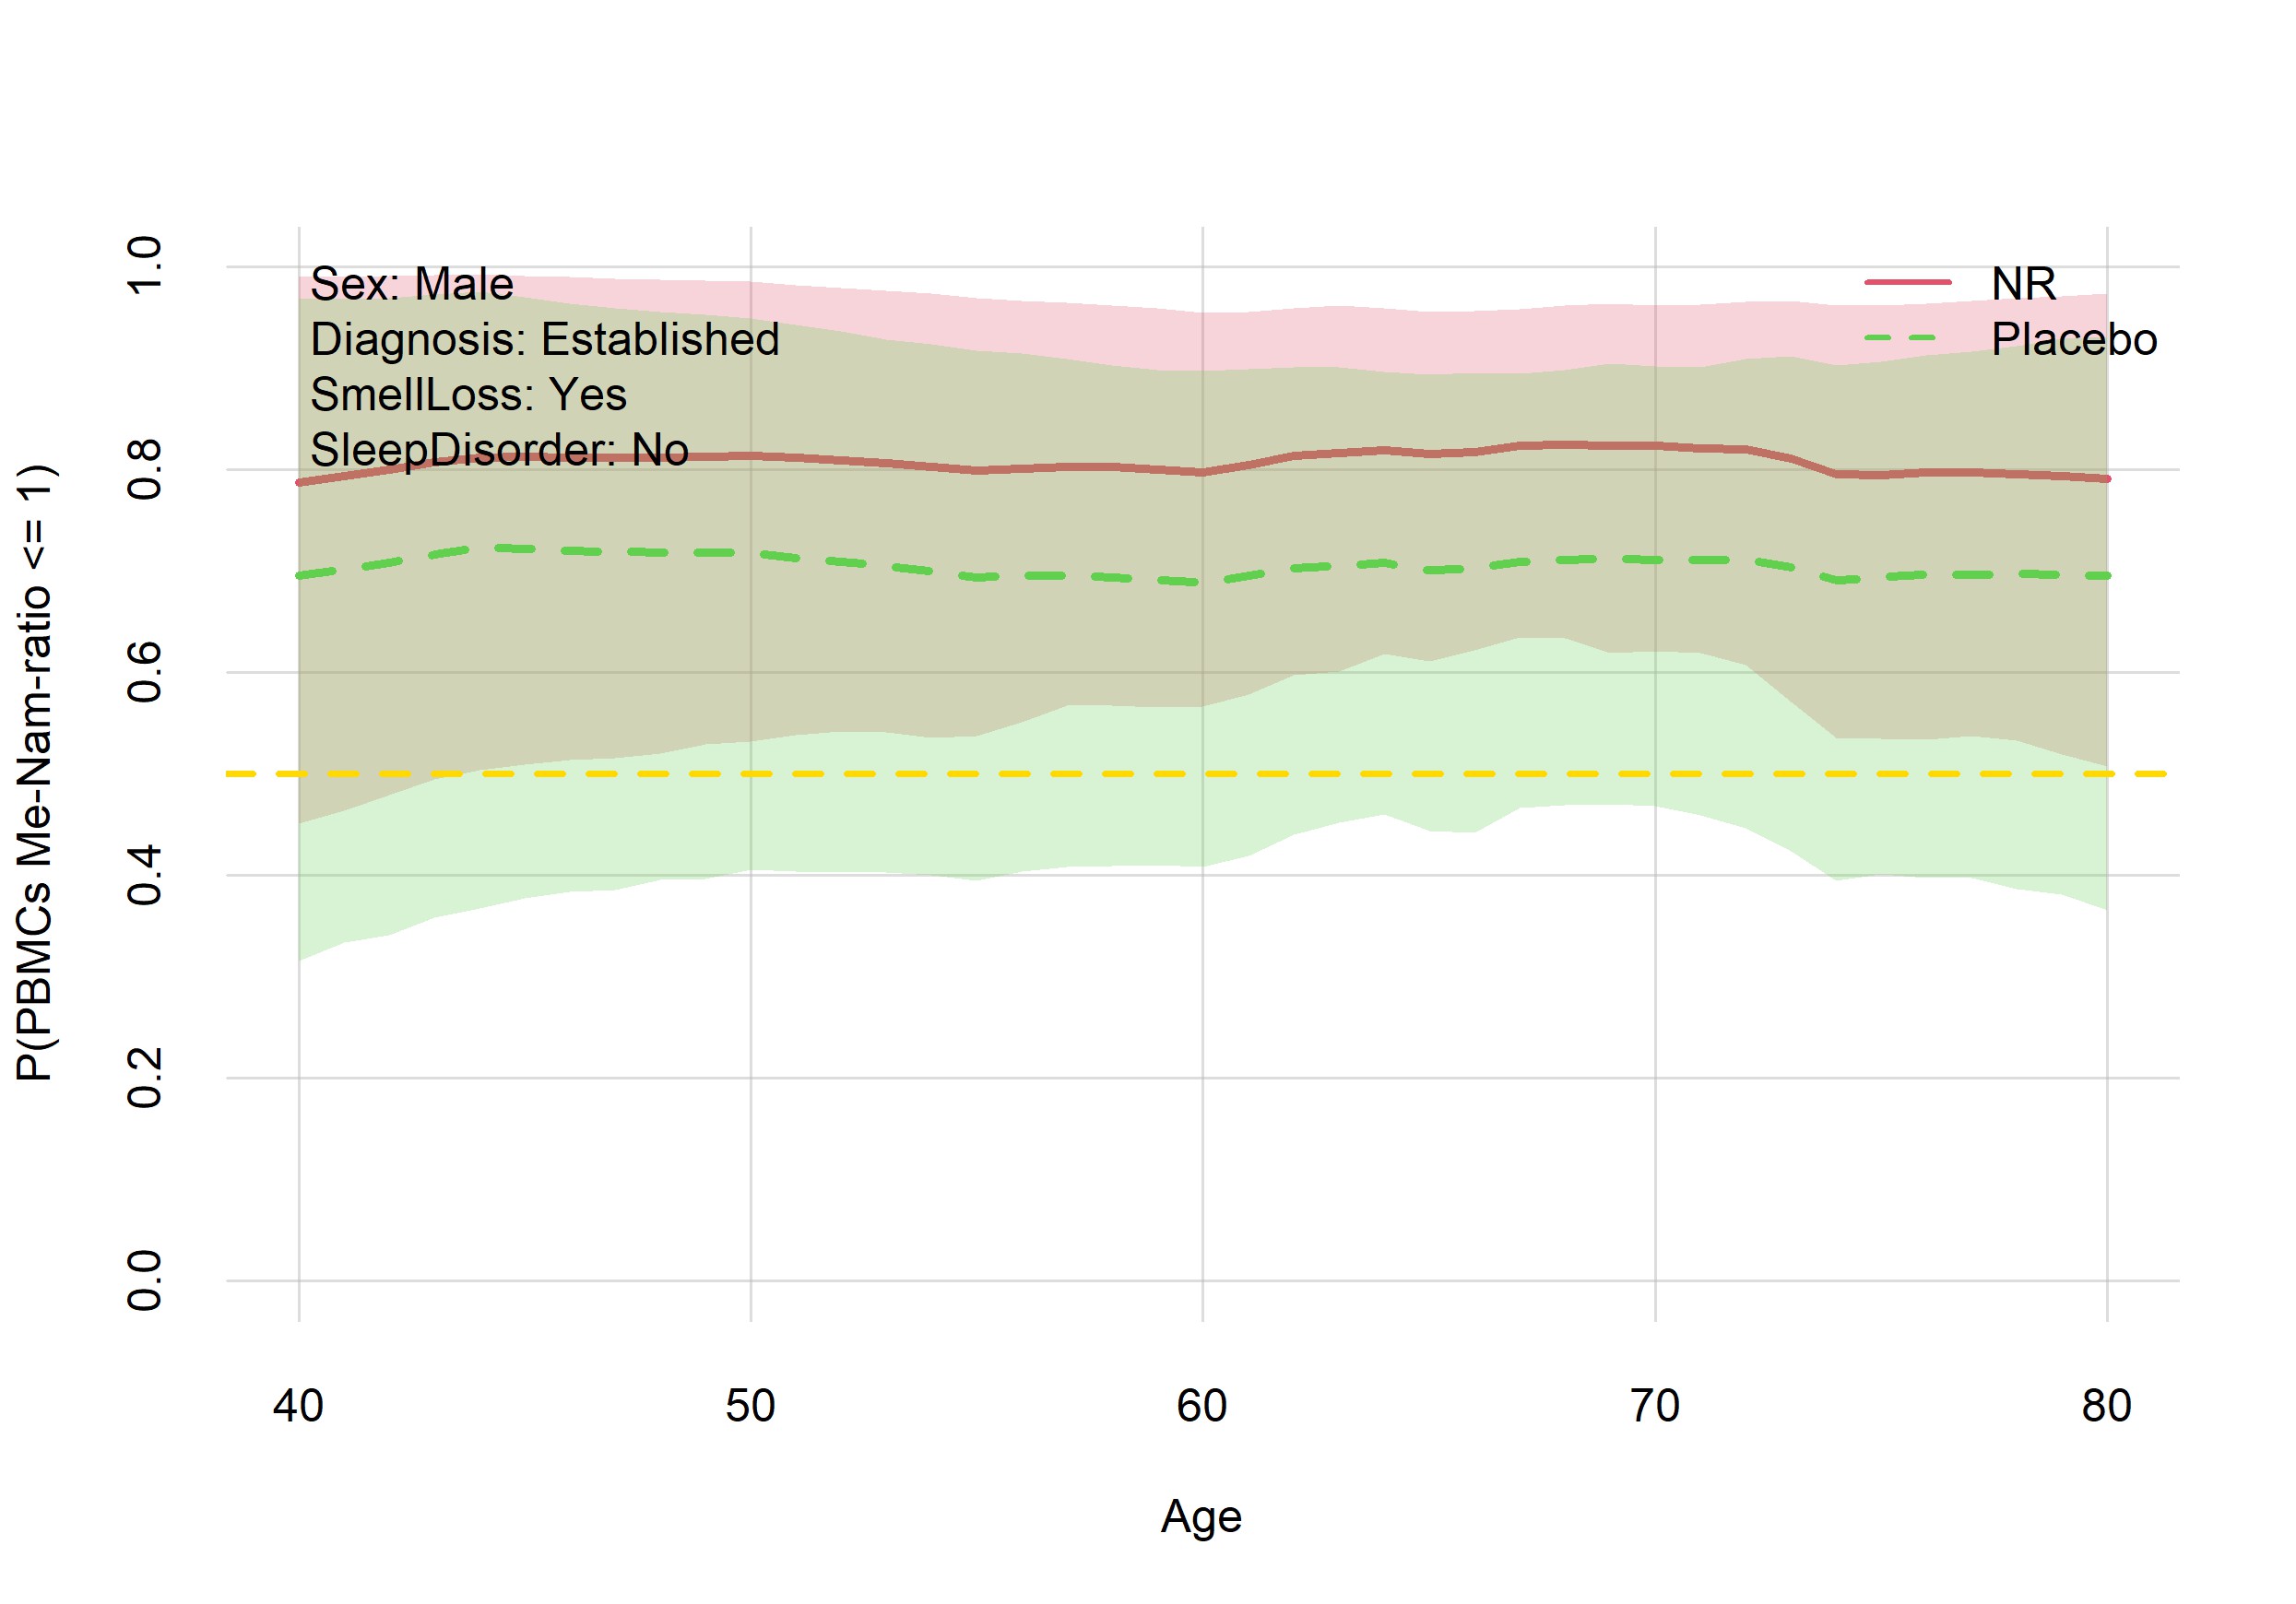 Sex: Male
Diagnosis: Established
SmellLoss: Yes
SleepDisorder: No
NR
Placebo
P(PBMCs Me-Nam-ratio <= 1)
1.0
0.8
0.6
0.4
0.2
0.0
40 50 60 70 80
Age